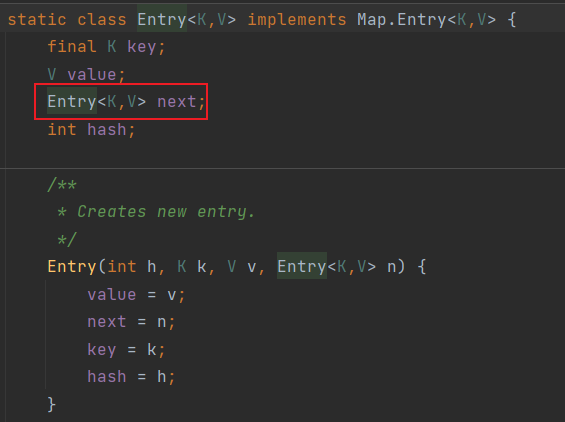 static class Entry<K,V> implements Map.Entry<K,V> {
final K key;
V value;
Entry<K,V> next;
int hash;
/**
* Creates new entry.
*/
Entry(int h, K k, V v, Entry<K,V> n) {
value = v;
next = n;
key = k;
hash = h;
}